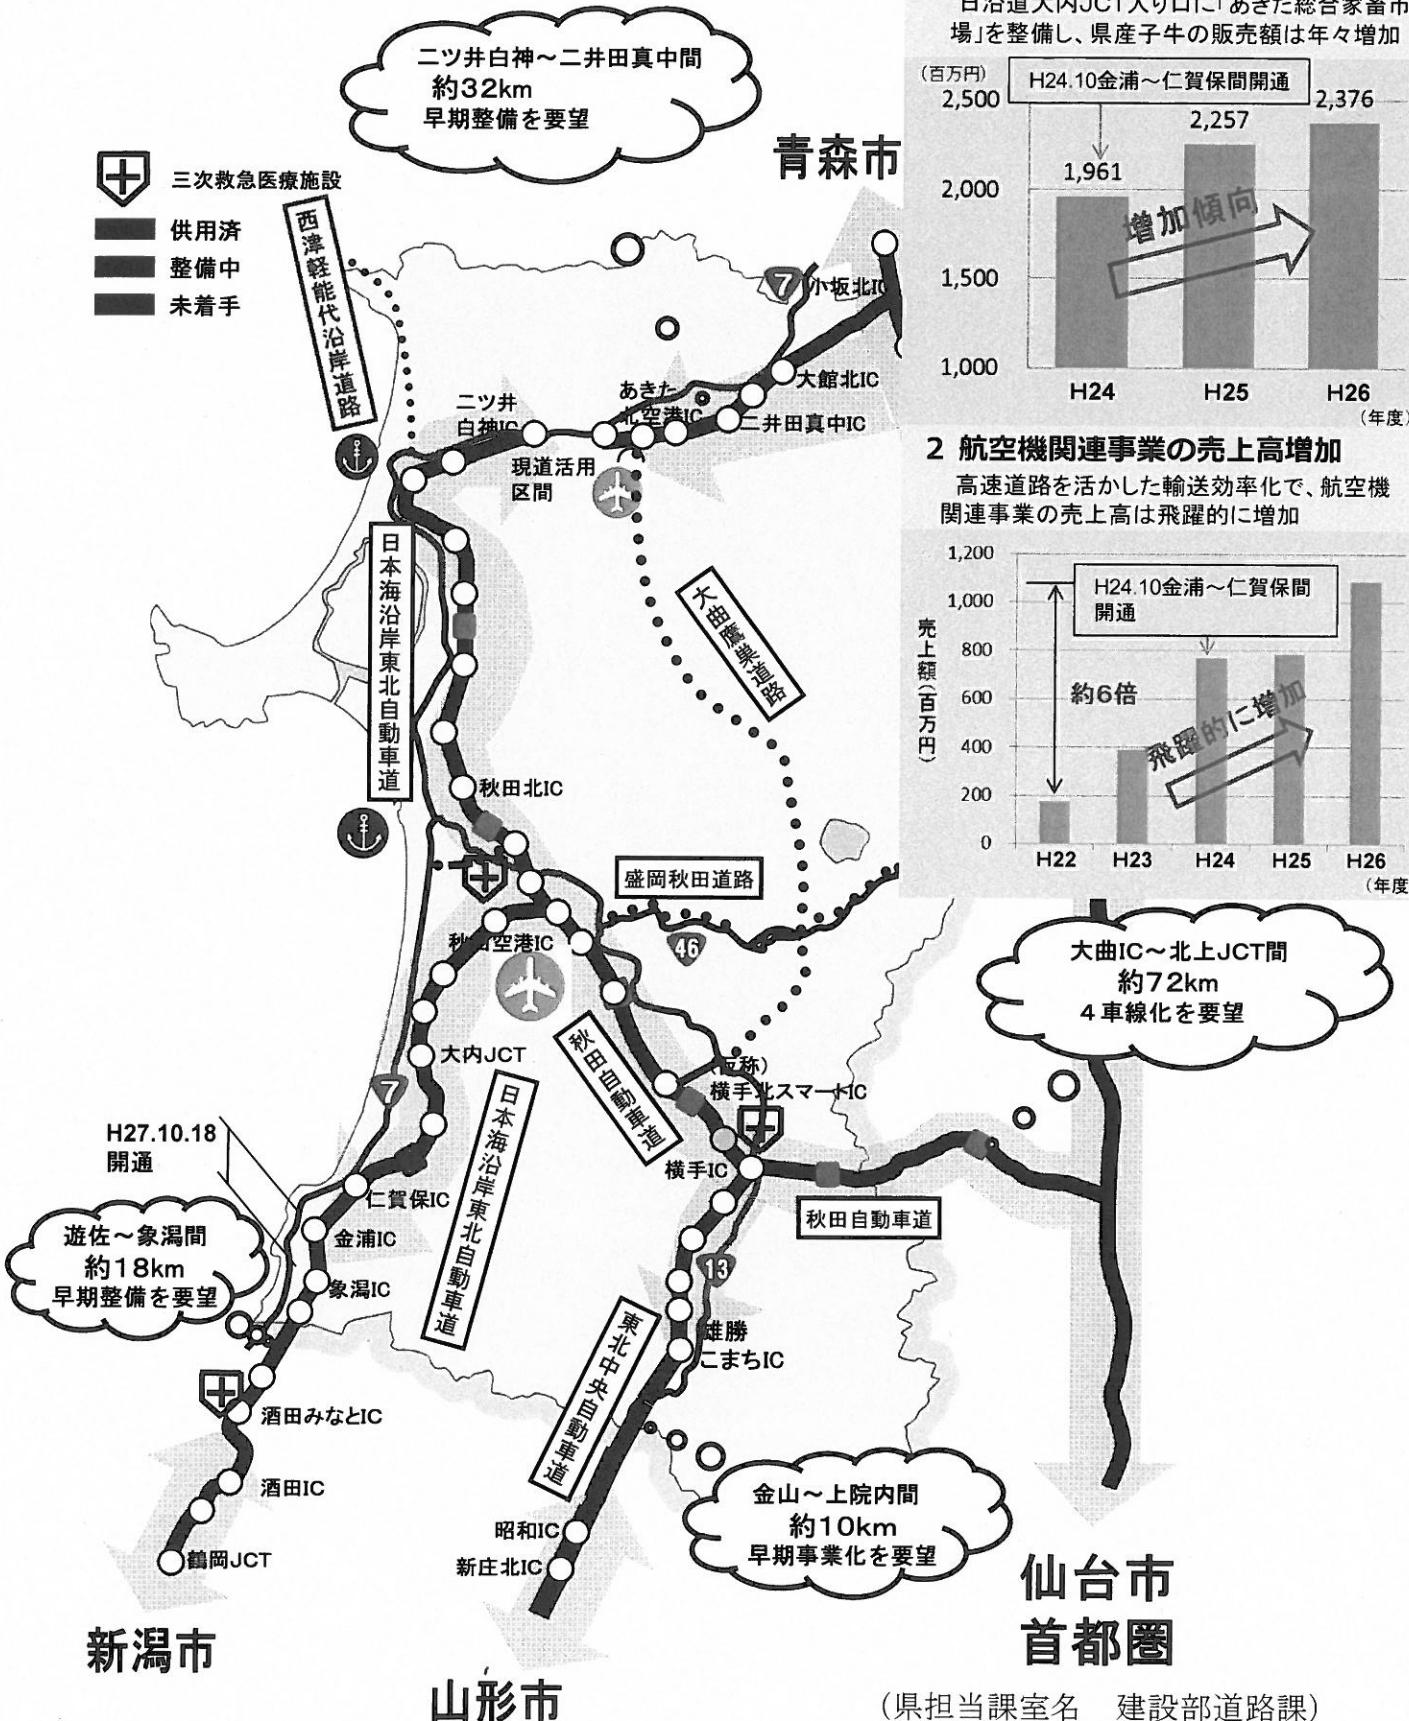 二ツ井白神～二井田真中間
約32km
早期整備を要望
三次救急医療施設
供用済
整備中
未着手
青森市
西津軽能代沿岸道路
7
小坂北IC
大館北IC
あきた
北空港IC
二井田真中IC
二ツ井
白神IC
現道活用
区間
日本海沿岸東北自動車道
大曲鷹巣道路
秋田北IC
盛岡秋田道路
46
秋田空港IC
大内JCT
7
秋田自動車道
日本海沿岸東北自動車道
(仮称)
横手北スマートIC
横手IC
秋田自動車道
H27.10.18
開通
仁賀保IC
金浦IC
象潟IC
遊佐～象潟間
約18km
早期整備を要望
13
雄勝
こまちIC
東北中央自動車道
酒田みなとIC
酒田IC
鶴岡JCT
昭和IC
新庄北IC
金山～上院内間
約10km
早期事業化を要望
大曲IC～北上JCT間
約72km
４車線化を要望
新潟市
山形市
仙台市
首都圏
日沿道大内JCT入り口に「あきた総合家畜市
場」を整備し、県産子牛の販売額は年々増加
(百万円)
H24.10金浦～仁賀保間開通
2,500
2,000
1,500
1,000
1,961
2,257
2,376
増加傾向
H24 H25 H26
(年度)
2 航空機関連事業の売上高増加
高速道路を活かした輸送効率化で、航空機
関連事業の売上高は飛躍的に増加
売上額(百万円)
1,200
1,000
800
600
400
200
0
H24.10金浦～仁賀保間
開通
約6倍
飛躍的に増加
H22 H23 H24 H25 H26
(年度
(県担当課室名　建設部道路課)